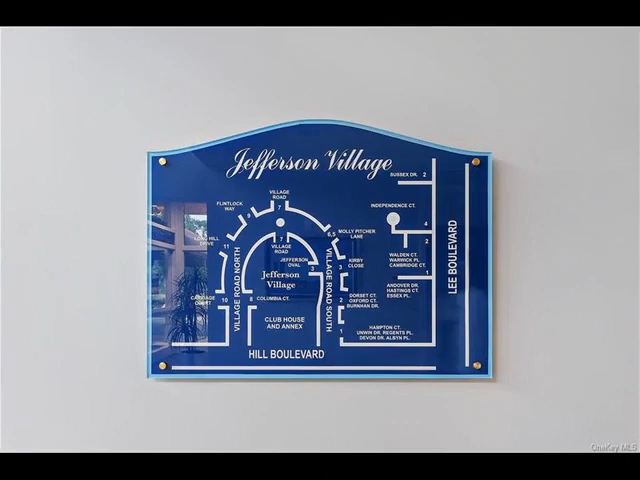 Jefferson Village
SUSSEX DR. 2
VILLAGE
ROAD
7
FLINTLOCK
WAY
9
INDEPENDENCE CT.
4
2
6,5
MOLLY PITCHER
LANE
LONG HILL
DRIVE
11
7
VILLAGE
ROAD
JEFFERSON
OVAL
3
3
KIRBY
CLOSE
WALDEN CT.
WARWICK PL.
CAMBRIDGE CT.
1
Jefferson
Village
VILLAGE ROAD NORTH
VILLAGE ROAD SOUTH
LEE BOULEVARD
ANDOVER DR.
HASTINGS CT.
ESSEX PL.
CARRIAGE
COURT
10
8
COLUMBIA CT.
2
DORSET CT.
OXFORD CT.
BURNHAM DR.
CLUB HOUSE
AND ANNEX
1
HAMPTON CT.
UNWIN DR. REGENTS PL.
DEVON DR. ALBYN PL.
HILL BOULEVARD
OneKey MLS